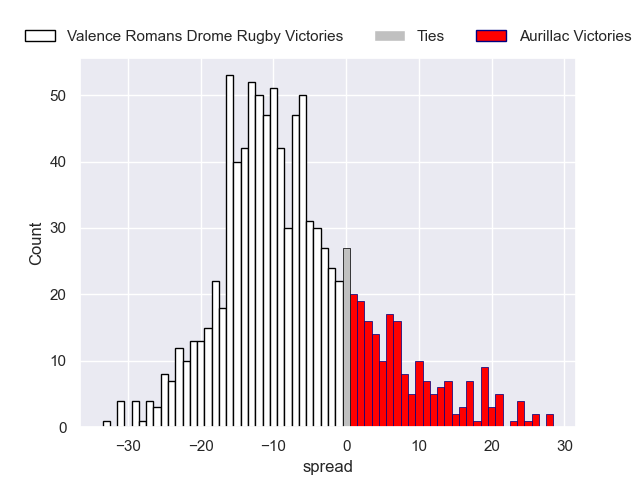 Valence Romans Drome Rugby Victories Ties Aurillac Victories
50
40
30
20
10
0
Count
−30 −20 −10 0 10 20 30
spread